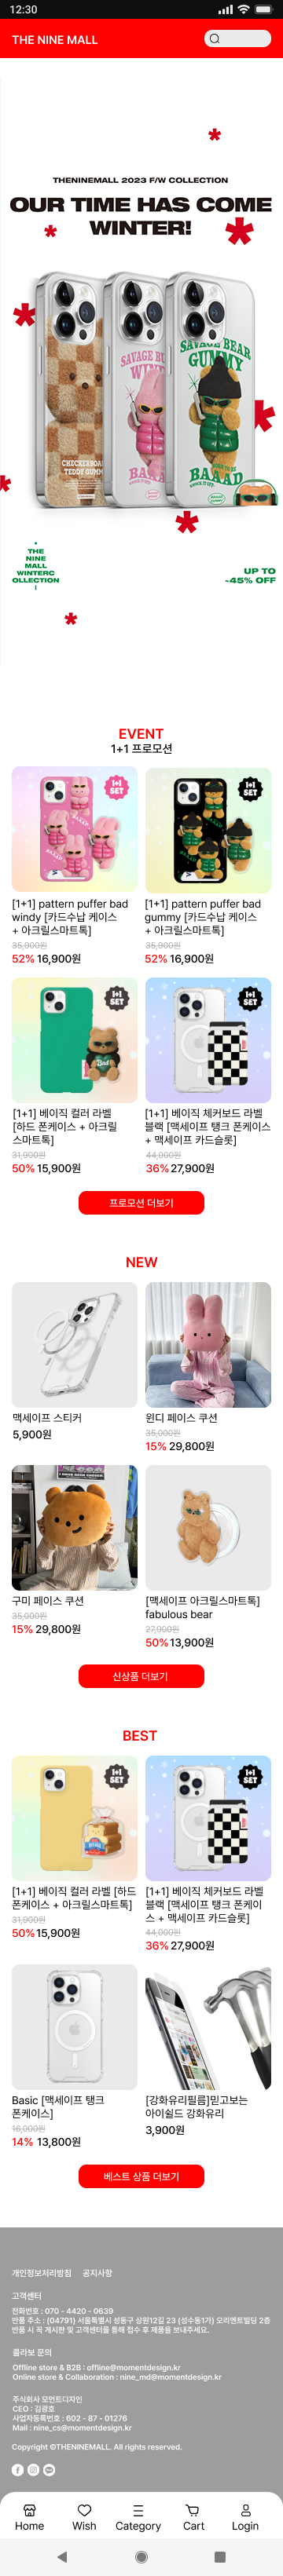 12:30
THE NINE MALL
THENINEMALL 2023 F/W COLLECTION
OUR TIME HAS COME
WINTER!
SAVAGE BEAR
GUMMY
CHECKERBOARD
TEDDY GUMMY
BAAAD
THE
NINE
MALL
WINTERC
OLLECTION
UP TO
~45% OFF
EVENT
1+1 프로모션
1+1
SET
1+1
SET
[1+1] pattern puffer bad
windy [카드수납 케이스
+ 아크릴스마트톡]
35,900원
52% 16,900원
[1+1] pattern puffer bad
gummy [카드수납 케이스
+ 아크릴스마트톡]
35,900원
52% 16,900원
1+1
SET
1+1
SET
[1+1] 베이직 컬러 라벨
[하드 폰케이스 + 아크릴
스마트톡]
31,900원
50% 15,900원
[1+1] 베이직 체커보드 라벨
블랙 [맥세이프 탱크 폰케이스
+ 맥세이프 카드슬롯]
44,000원
36% 27,900원
프로모션 더보기
NEW
맥세이프 스티커
5,900원
윈디 페이스 쿠션
35,000원
15% 29,800원
구미 페이스 쿠션
35,000원
15% 29,800원
[맥세이프 아크릴스마트톡]
fabulous bear
27,900원
50% 13,900원
신상품 더보기
BEST
1+1
SET
1+1
SET
[1+1] 베이직 컬러 라벨 [하드
폰케이스 + 아크릴스마트톡]
31,900원
50% 15,900원
[1+1] 베이직 체커보드 라벨
블랙 [맥세이프 탱크 폰케이
스 + 맥세이프 카드슬롯]
44,000원
36% 27,900원
Basic [맥세이프 탱크
폰케이스]
16,000원
14% 13,800원
[강화유리필름]믿고보는
아이쉴드 강화유리
3,900원
베스트 상품 더보기
개인정보처리방침 공지사항
고객센터
전화번호 : 070 - 4420 - 0639
반품 주소 : (04791) 서울특별시 성동구 상원12길 23 (성수동1가) 오리엔트빌딩 2층
반품 시 꼭 게시판 및 고객센터를 통해 접수 후 제품을 보내주세요.
콜라보 문의
Offline store & B2B : offline@momentdesign.kr
Online store & Collaboration : nine_md@momentdesign.kr
주식회사 모먼트디자인
CEO : 김광호
사업자등록번호 : 602 - 87 - 01276
Mail : nine_cs@momentdesign.kr
Copyright ©THENINEMALL. All rights reserved.
Home Wish Category Cart Login